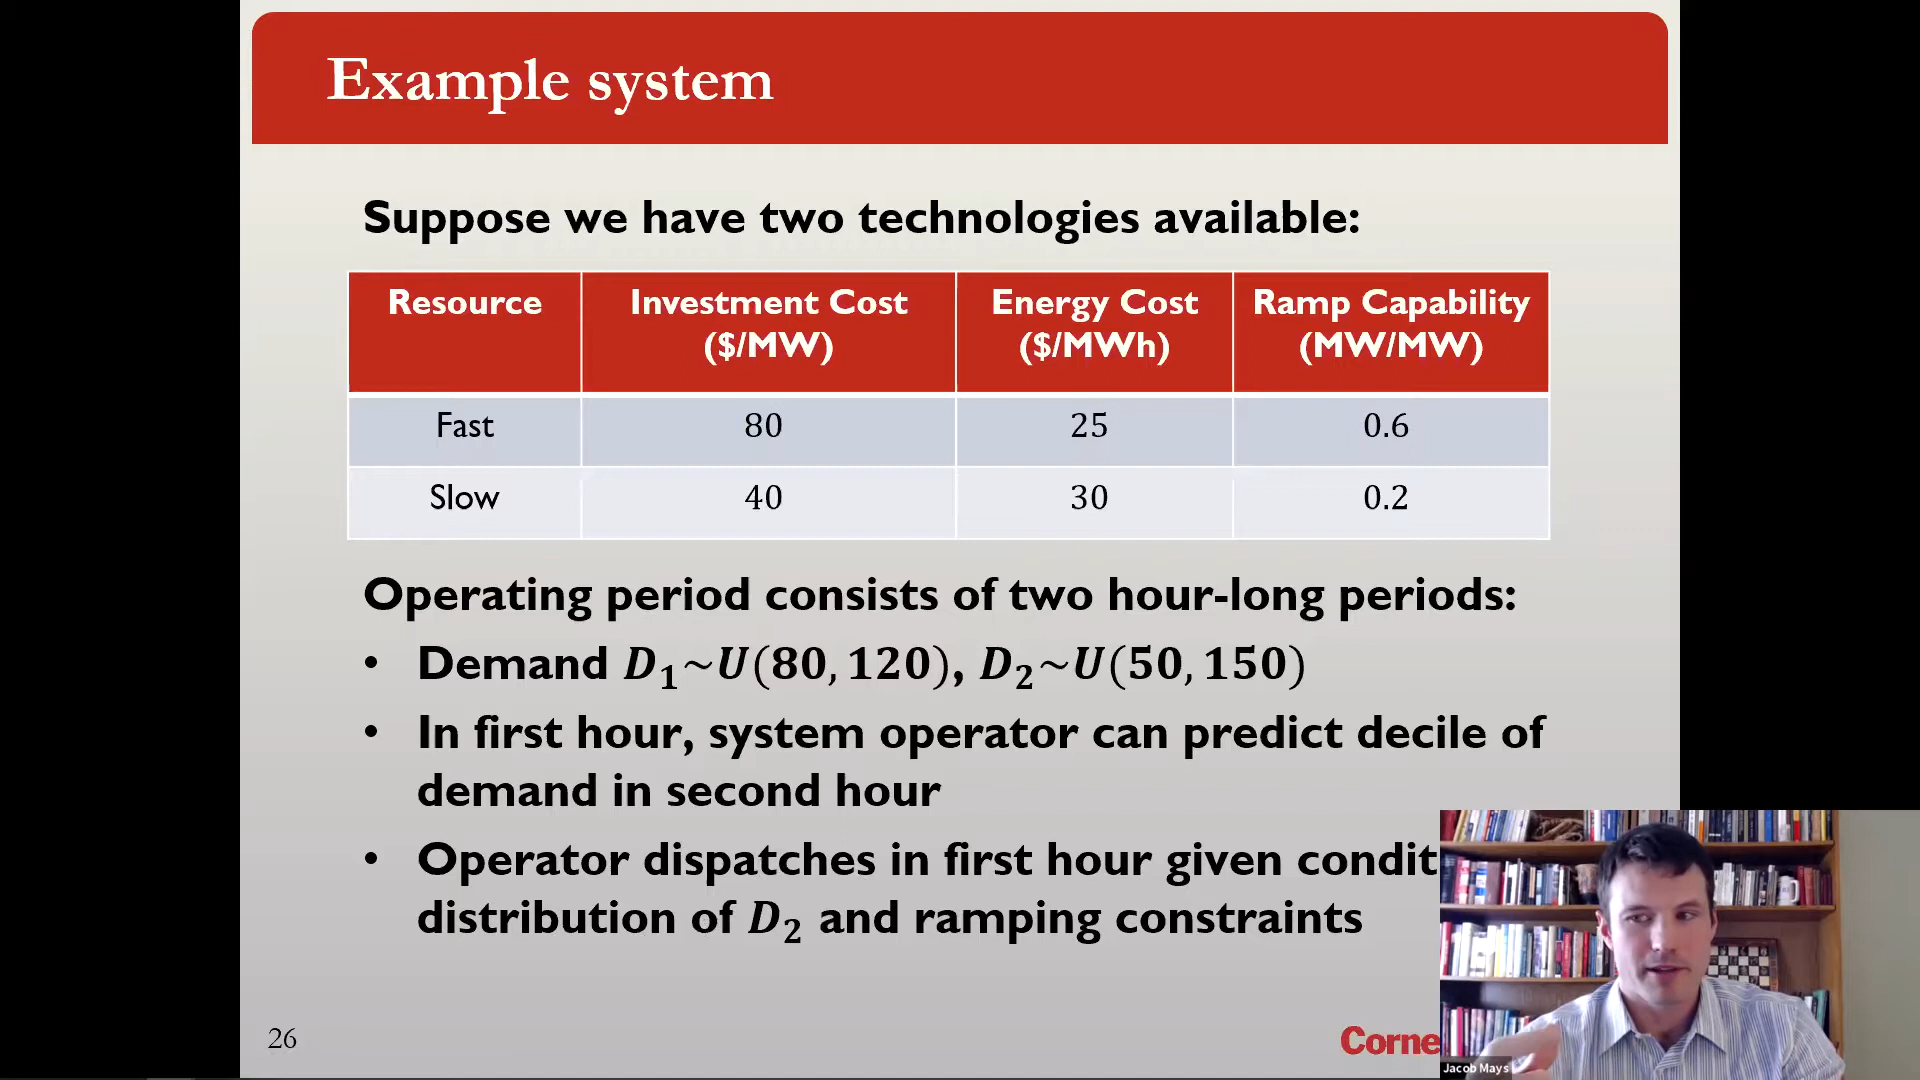 Example system
Suppose we have two technologies available:
Resource Investment Cost ($/MW) Energy Cost ($/MWh) Ramp Capability (MW/MW)
Fast 80 25 0.6
Slow 40 30 0.2
Operating period consists of two hour-long periods:
• Demand D₁~U(80, 120), D₂~U(50, 150)
• In first hour, system operator can predict decile of
demand in second hour
• Operator dispatches in first hour given condit
distribution of D₂ and ramping constraints
26
Corne
Jacob Mays